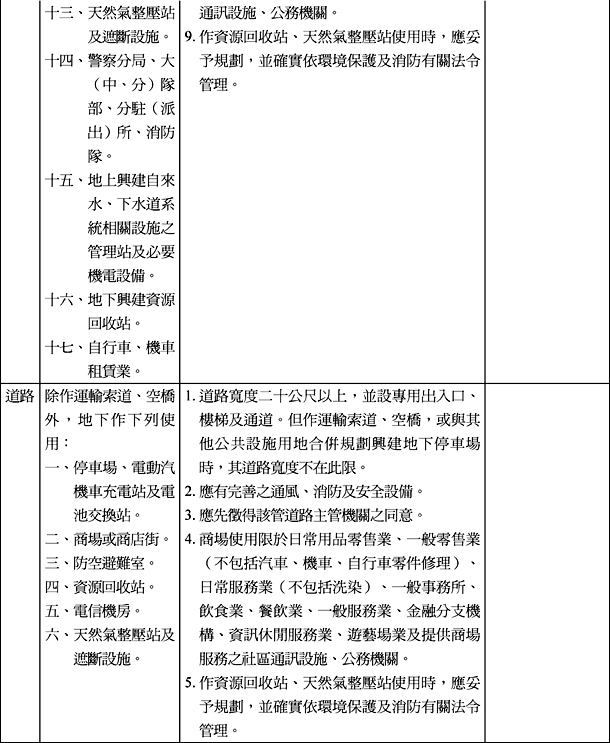 十三、天然氣整壓站
及遮斷設施。
十四、警察分局、大
（中、分）隊
部、分駐（派
出）所、消防
隊。
十五、地上興建自來
水、下水道系
統相關設施之
管理站及必要
機電設備。
十六、地下興建資源
回收站。
十七、自行車、機車
租賃業。
通訊設施、公務機關。
9. 作資源回收站、天然氣整壓站使用時，應妥
予規劃，並確實依環境保護及消防有關法令
管理。
道路
除作運輸索道、空橋
外，地下作下列使
用：
一、停車場、電動汽
機車充電站及電
池交換站。
二、商場或商店街。
三、防空避難室。
四、資源回收站。
五、電信機房。
六、天然氣整壓站及
遮斷設施。
1. 道路寬度二十公尺以上，並設專用出入口、
樓梯及通道。但作運輸索道、空橋，或與其
他公共設施用地合併規劃興建地下停車場
時，其道路寬度不在此限。
2. 應有完善之通風、消防及安全設備。
3. 應先徵得該管道路主管機關之同意。
4. 商場使用限於日常用品零售業、一般零售業
（不包括汽車、機車、自行車零件修理）、
日常服務業（不包括洗染）、一般事務所、
飲食業、餐飲業、一般服務業、金融分支機
構、資訊休閒服務業、遊藝場業及提供商場
服務之社區通訊設施、公務機關。
5. 作資源回收站、天然氣整壓站使用時，應妥
予規劃，並確實依環境保護及消防有關法令
管理。